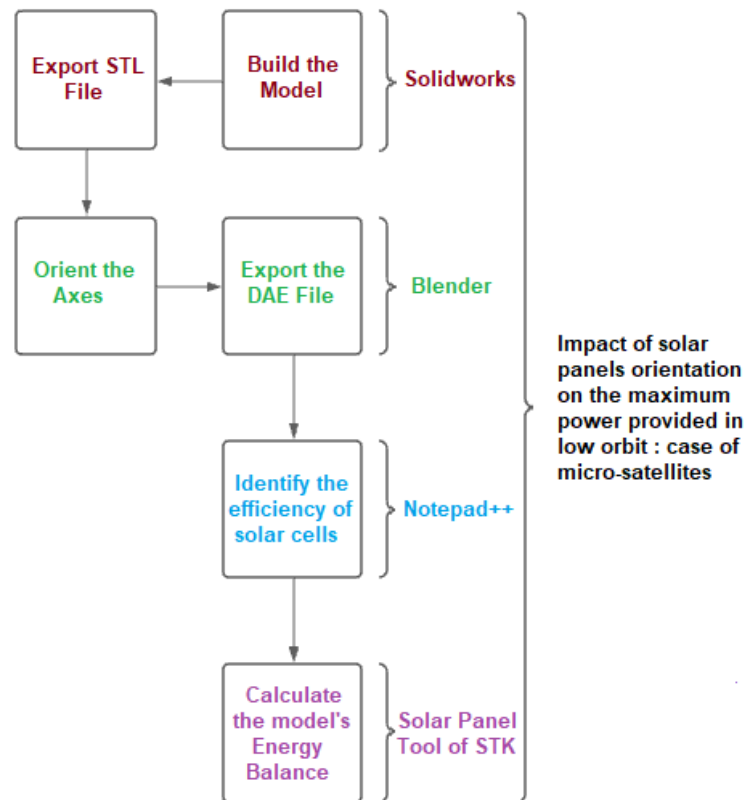 Export STL
File
Build the
Model
Solidworks
Orient the
Axes
Export the
DAE File
Blender
Impact of solar
panels orientation
on the maximum
power provided in
low orbit : case of
micro-satellites
Identify the
efficiency of
solar cells
Notepad++
Calculate
the model's
Energy
Balance
Solar Panel
Tool of STK